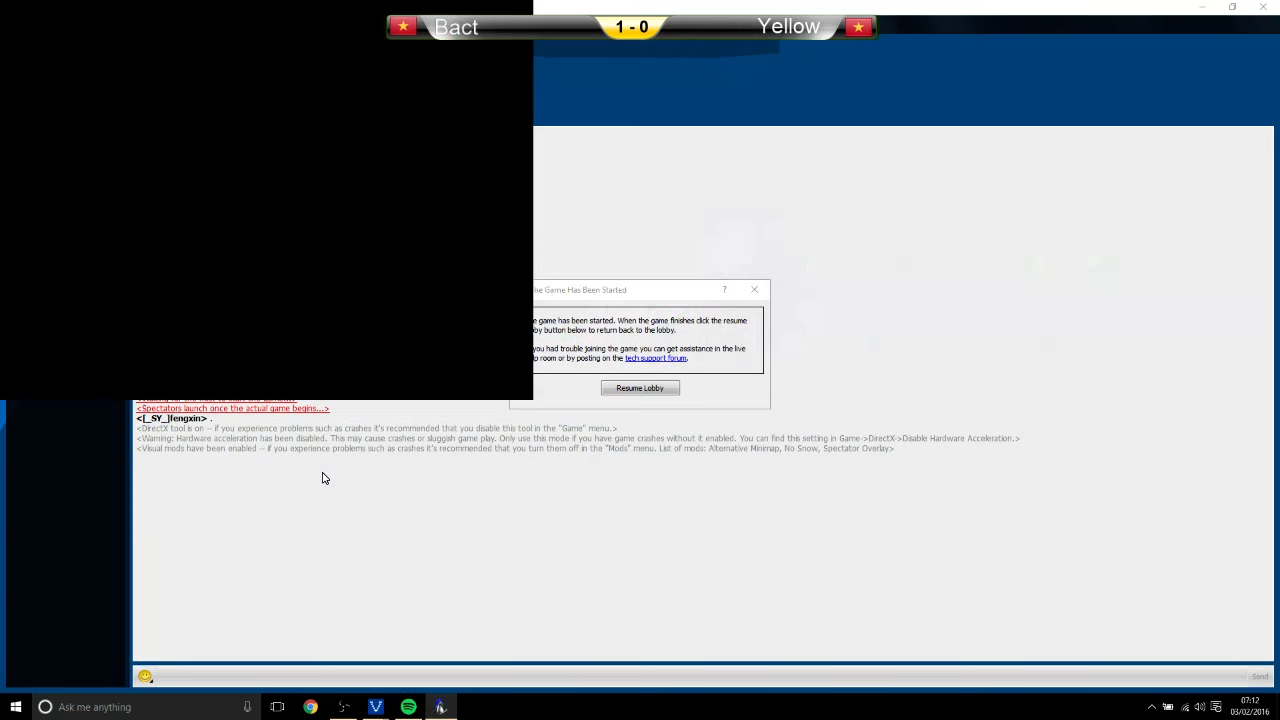 Bact 1 - 0 Yellow
he Game Has Been Started ?
e game has been started. When the game finishes click the resume
by button below to return back to the lobby.
you had trouble joining the game you can get assistance in the live
lp room or by posting on the tech support forum.
Resume Lobby
<Spectators launch once the actual game begins...>
<[_SY_]fengxin> .
<DirectX tool is on -- if you experience problems such as crashes it's recommended that you disable this tool in the "Game" menu.>
<Warning: Hardware acceleration has been disabled. This may cause crashes or sluggish game play. Only use this mode if you have game crashes without it enabled. You can find this setting in Game->DirectX->Disable Hardware Acceleration.>
<Visual mods have been enabled -- if you experience problems such as crashes it's recommended that you turn them off in the "Mods" menu. List of mods: Alternative Minimap, No Snow, Spectator Overlay>
Send
Ask me anything
07:12
03/02/2016